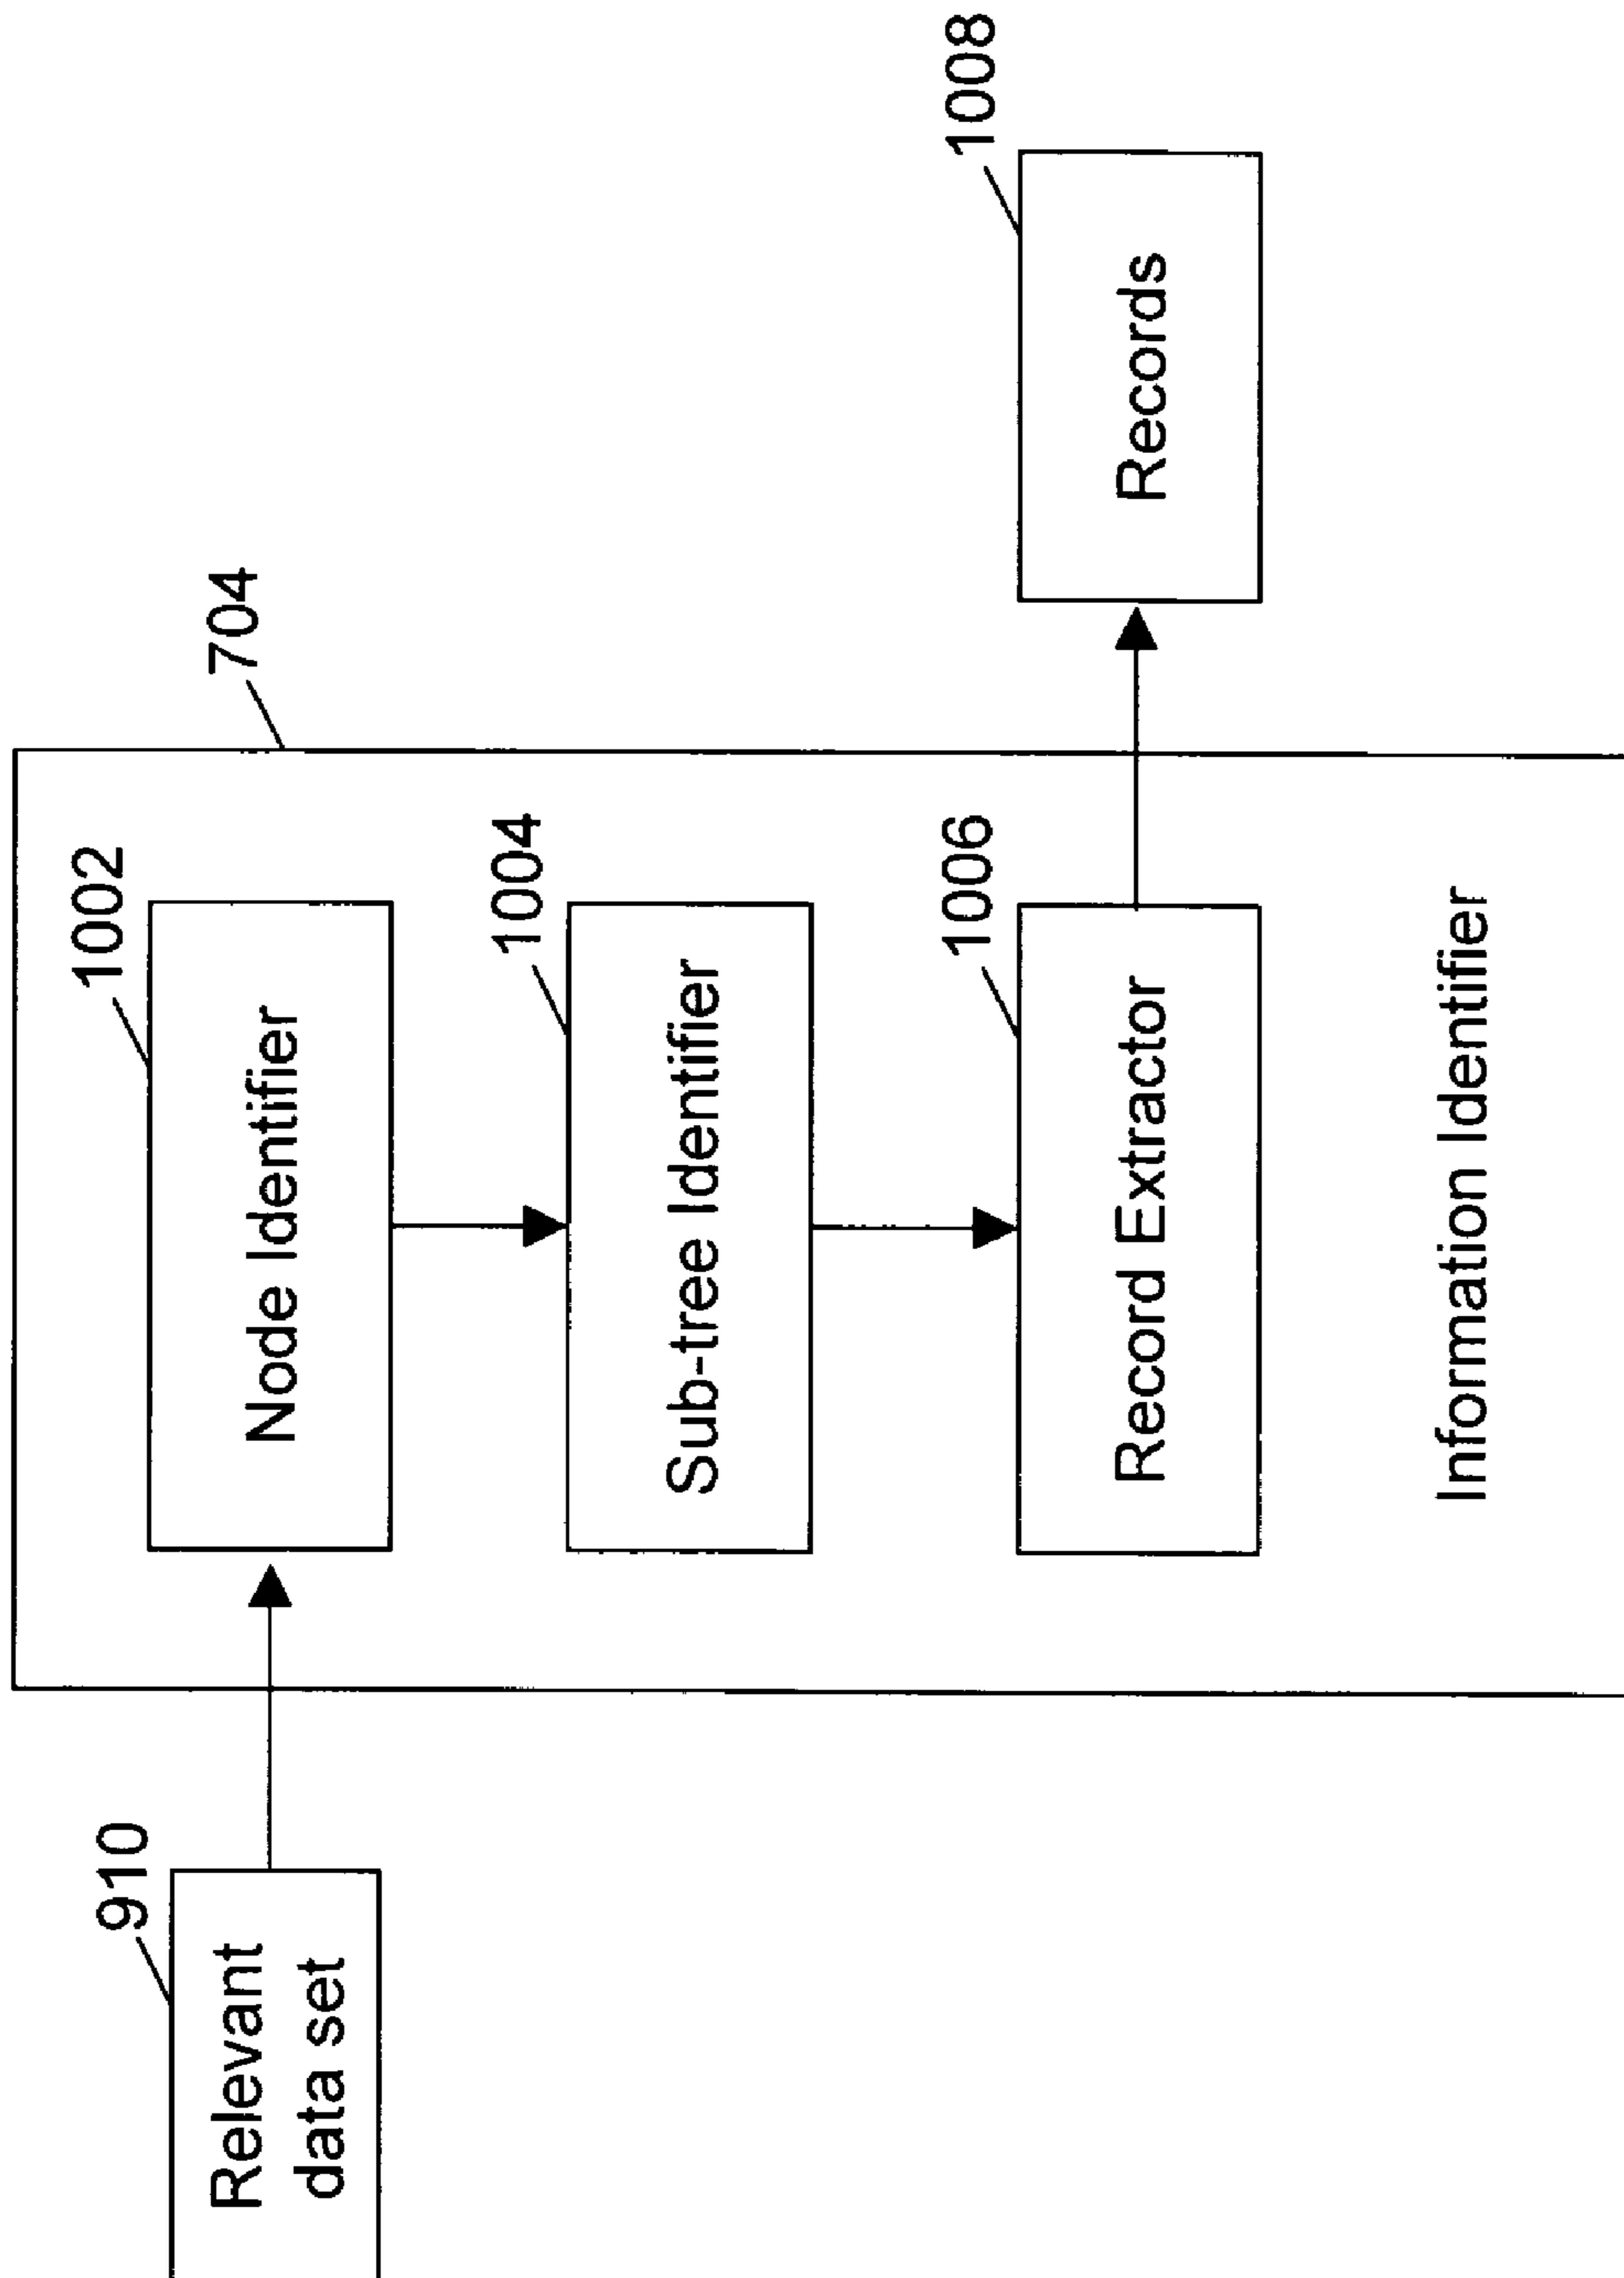 910
Relevant
data set
704
1002
Node Identifier
1004
Sub-tree Identifier
1006
Record Extractor
Information Identifier
1008
Records